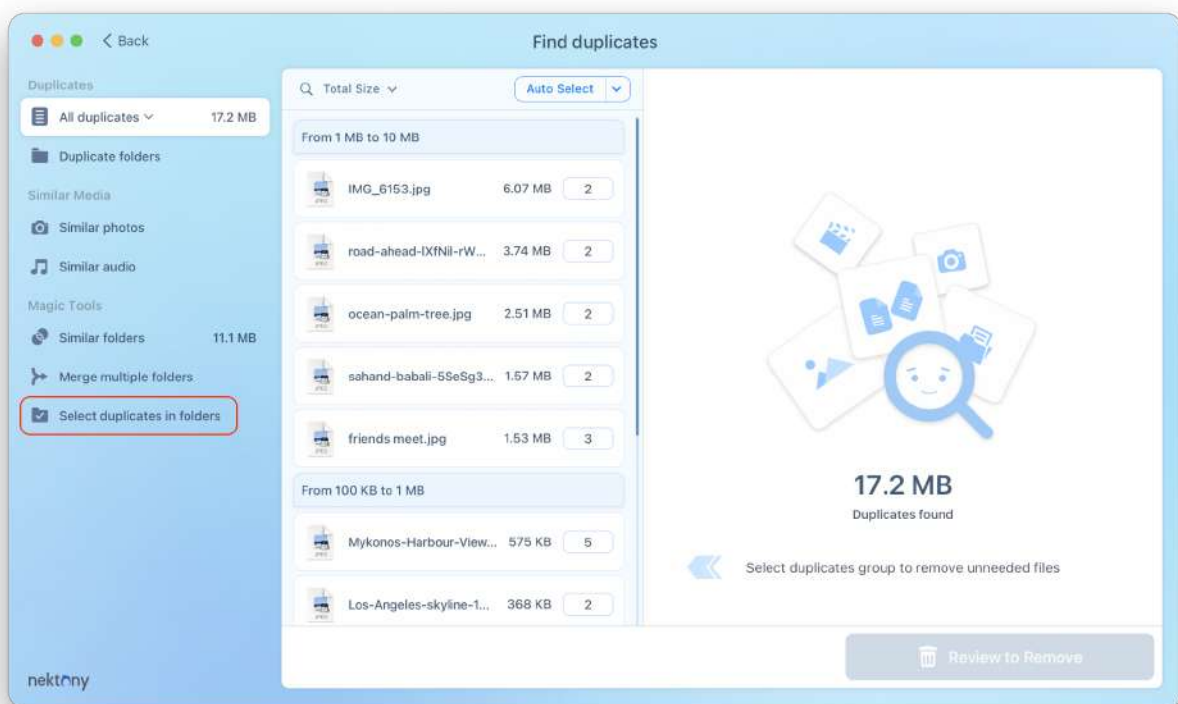 Back
Find duplicates
Duplicates
All duplicates
17.2 MB
Duplicate folders
Similar Media
Similar photos
Similar audio
Magic Tools
Similar folders
11.1 MB
Merge multiple folders
Select duplicates in folders
nektony
Total Size
Auto Select
From 1 MB to 10 MB
IMG_6153.jpg 6.07 MB 2
road-ahead-lXfNil-rW... 3.74 MB 2
ocean-palm-tree.jpg 2.51 MB 2
sahand-babali-5SeSg3... 1.57 MB 2
friends meet.jpg 1.53 MB 3
From 100 KB to 1 MB
Mykonos-Harbour-View... 575 KB 5
Los-Angeles-skyline-1... 368 KB 2
17.2 MB
Duplicates found
Select duplicates group to remove unneeded files
Review to Remove